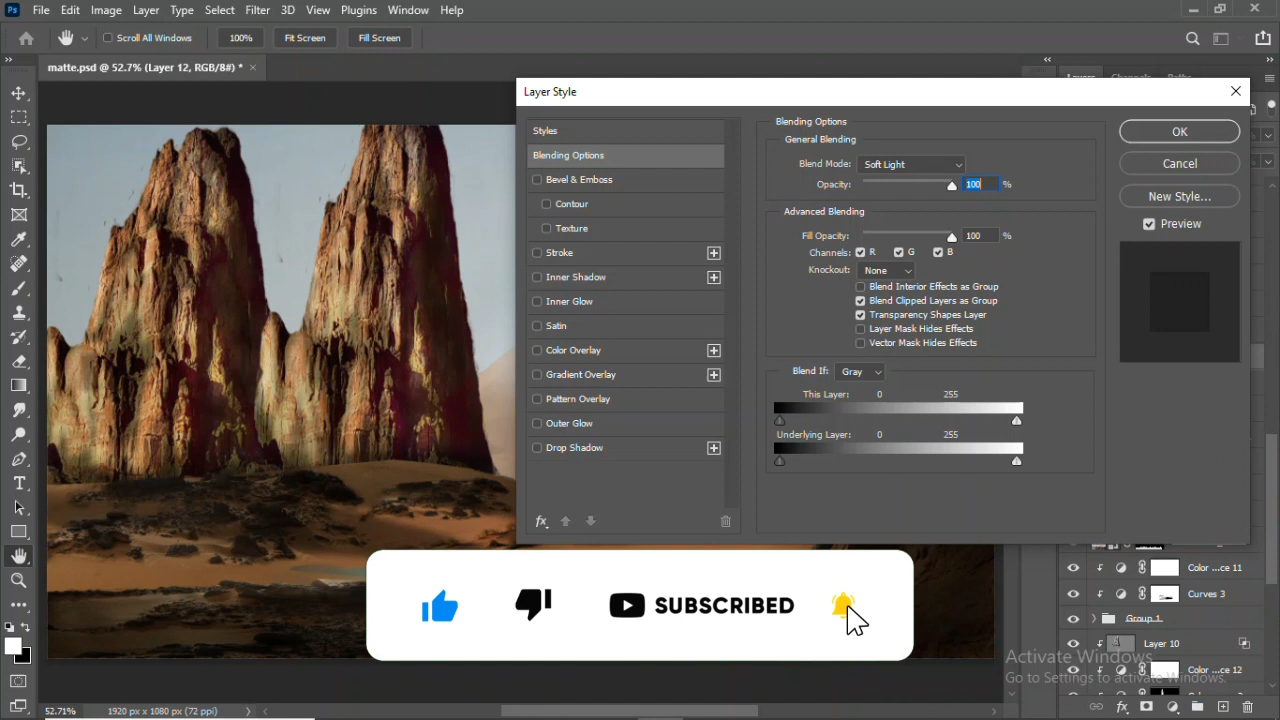 Ps File Edit Image Layer Type Select Filter 3D View Plugins Window Help
Scroll All Windows 100% Fit Screen Fill Screen
matte.psd @ 52.7% (Layer 12, RGB/8#) *
Layers Channels Paths
Layer Style
Styles
Blending Options
Bevel & Emboss
Contour
Texture
Stroke
Inner Shadow
Inner Glow
Satin
Color Overlay
Gradient Overlay
Pattern Overlay
Outer Glow
Drop Shadow
fx
Blending Options
General Blending
Blend Mode: Soft Light
Opacity: 100 %
Advanced Blending
Fill Opacity: 100 %
Channels: R G B
Knockout: None
Blend Interior Effects as Group
Blend Clipped Layers as Group
Transparency Shapes Layer
Layer Mask Hides Effects
Vector Mask Hides Effects
Blend If: Gray
This Layer: 0 255
Underlying Layer: 0 255
OK
Cancel
New Style...
Preview
SUBSCRIBED
Color ...ce 11
Curves 3
Group 1
Layer 10
Color ...ce 12
Activate Windows
Go to Settings to activate Windows.
fx
52.71% 1920 px x 1080 px (72 ppi)